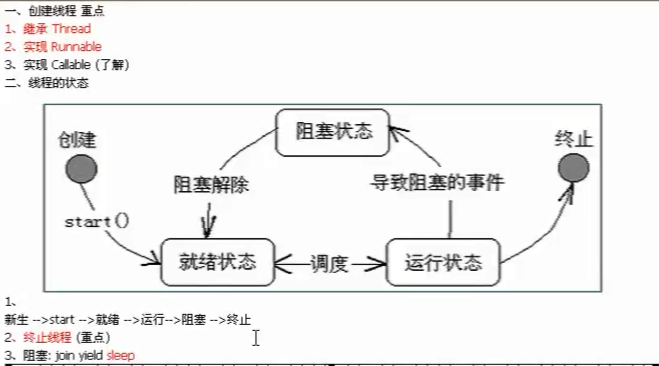 一、创建线程 重点
1、继承 Thread
2、实现 Runnable
3、实现 Callable (了解)
二、线程的状态
创建
阻塞状态
终止
阻塞解除
导致阻塞的事件
start()
就绪状态
调度
运行状态
1、
新生 -->start -->就绪 -->运行-->阻塞 -->终止
2、终止线程 (重点)
3、阻塞: join yield sleep